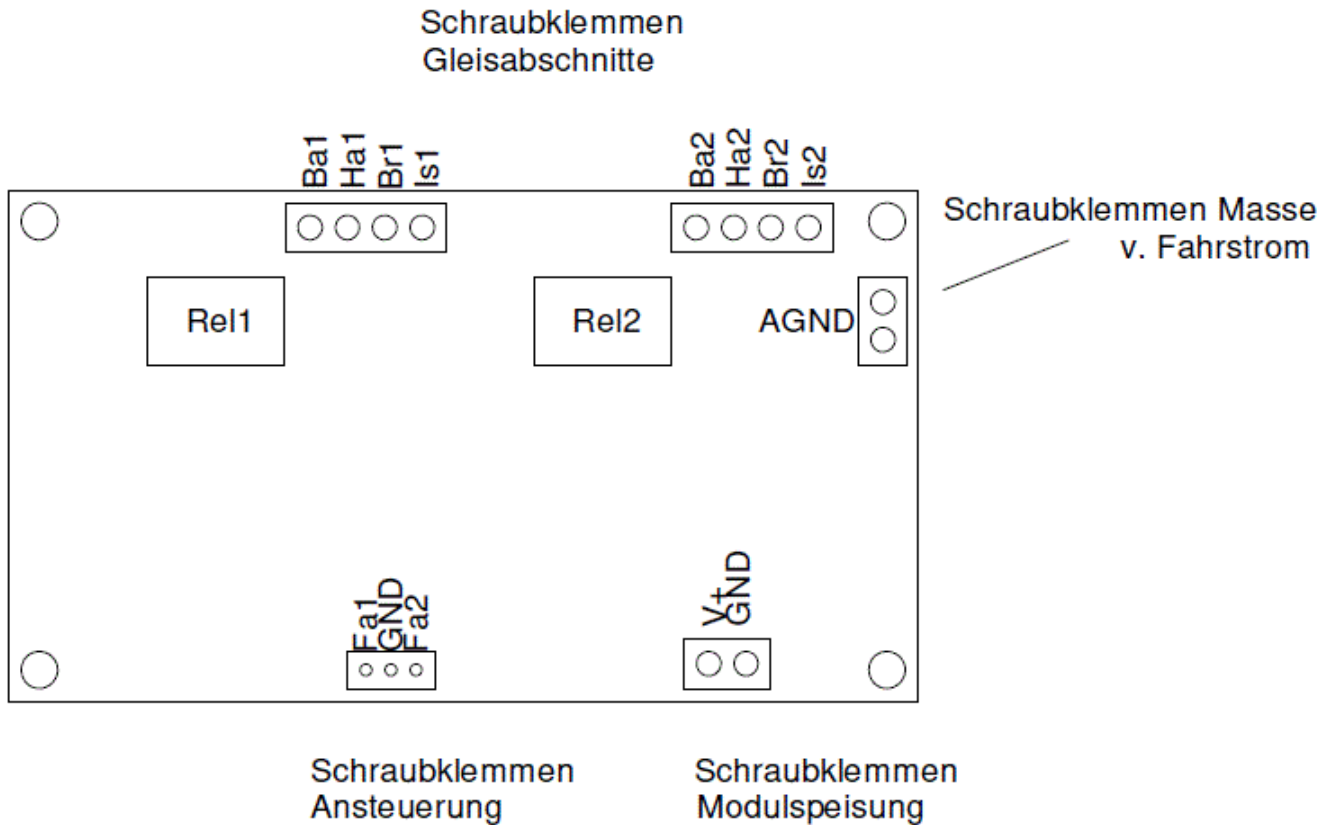 Schraubklemmen
Gleisabschnitte
Ba1
Ha1
Br1
Is1
Ba2
Ha2
Br2
Is2
Schraubklemmen Masse
v. Fahrstrom
Rel1
Rel2
AGND
Fa1
GND
Fa2
V+
GND
Schraubklemmen
Ansteuerung
Schraubklemmen
Modulspeisung